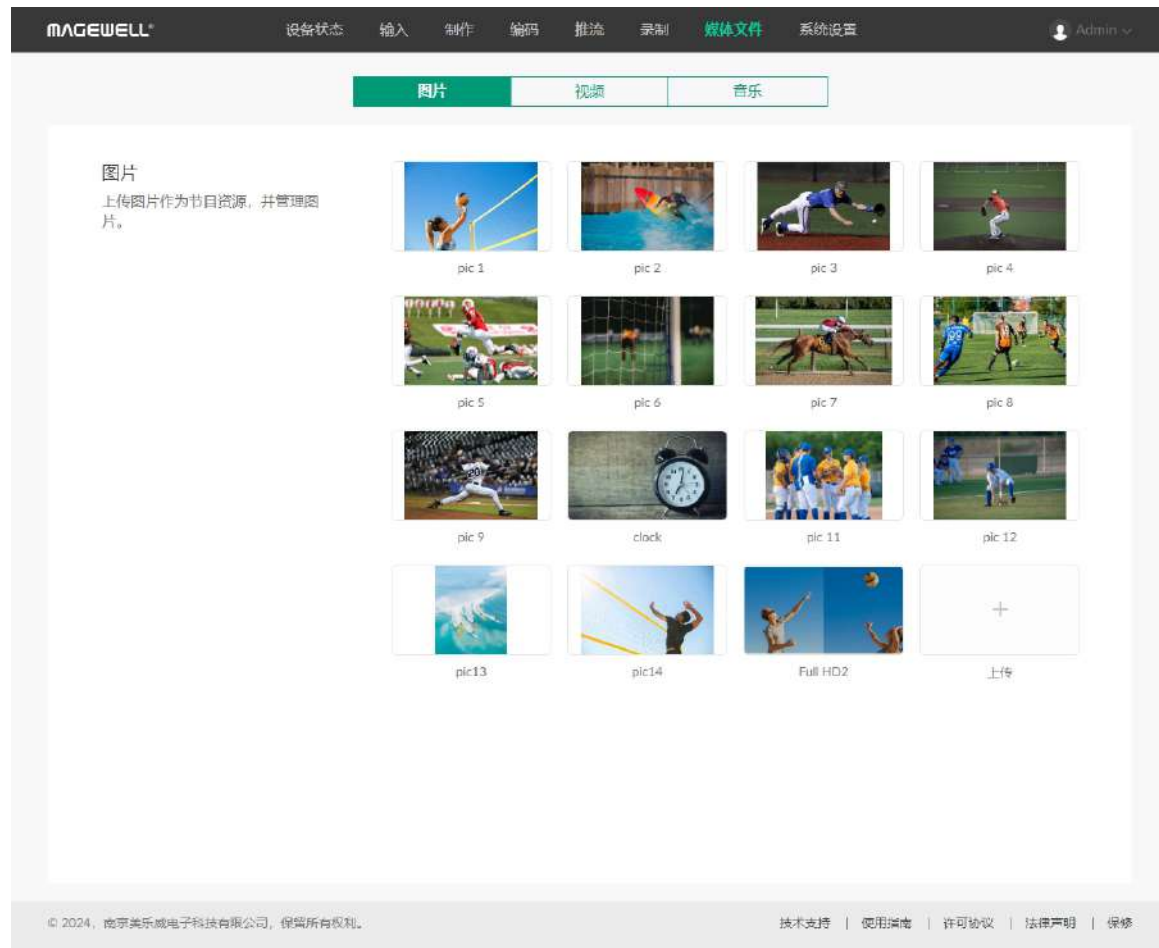 MAGEWELL® 设备状态 输入 制作 编码 推流 录制 媒体文件 系统设置 Admin
图片 视频 音乐
图片
上传图片作为节目资源，并管理图
片。
pic 1 pic 2 pic 3 pic 4
pic 5 pic 6 pic 7 pic 8
20
pic 9 clock pic 11 pic 12
pic13 pic14 Full HD2 上传
© 2024，南京美乐威电子科技有限公司，保留所有权利。 技术支持 | 使用指南 | 许可协议 | 法律声明 | 保修